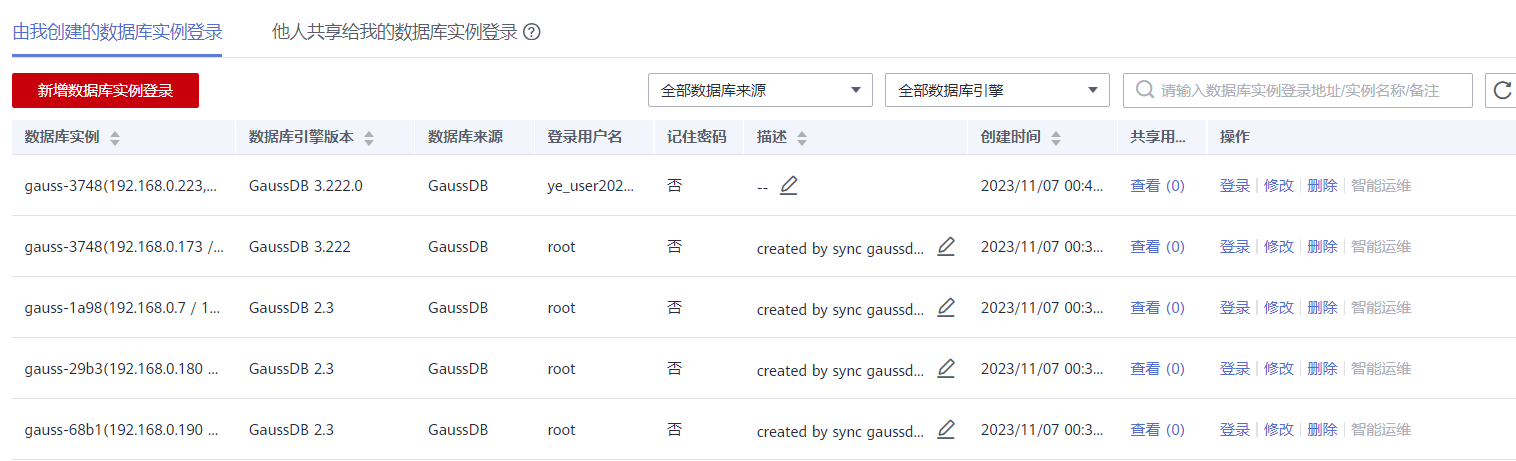 由我创建的数据库实例登录 他人共享给我的数据库实例登录 ?
新增数据库实例登录 全部数据库来源 全部数据库引擎 请输入数据库实例登录地址/实例名称/备注
数据库实例 数据库引擎版本 数据库来源 登录用户名 记住密码 描述 创建时间 共享用... 操作
gauss-3748(192.168.0.223,... GaussDB 3.222.0 GaussDB ye_user202... 否 -- 2023/11/07 00:4... 查看 (0) 登录 | 修改 | 删除 | 智能运维
gauss-3748(192.168.0.173 /... GaussDB 3.222 GaussDB root 否 created by sync gaussd... 2023/11/07 00:3... 查看 (0) 登录 | 修改 | 删除 | 智能运维
gauss-1a98(192.168.0.7 / 1... GaussDB 2.3 GaussDB root 否 created by sync gaussd... 2023/11/07 00:3... 查看 (0) 登录 | 修改 | 删除 | 智能运维
gauss-29b3(192.168.0.180 ... GaussDB 2.3 GaussDB root 否 created by sync gaussd... 2023/11/07 00:3... 查看 (0) 登录 | 修改 | 删除 | 智能运维
gauss-68b1(192.168.0.190 ... GaussDB 2.3 GaussDB root 否 created by sync gaussd... 2023/11/07 00:3... 查看 (0) 登录 | 修改 | 删除 | 智能运维